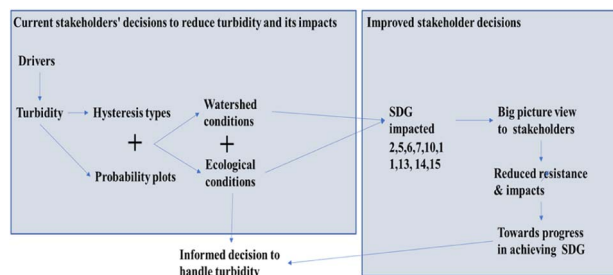 Current stakeholders' decisions to reduce turbidity and its impacts
Drivers
Turbidity
Hysteresis types
+
Probability plots
Watershed
conditions
+
Ecological
conditions
Informed decision to
handle turbidity
Improved stakeholder decisions
SDG
impacted
2,5,6,7,10,1
1,13, 14,15
Big picture view
to stakeholders
Reduced resistance
& impacts
Towards progress
in achieving SDG